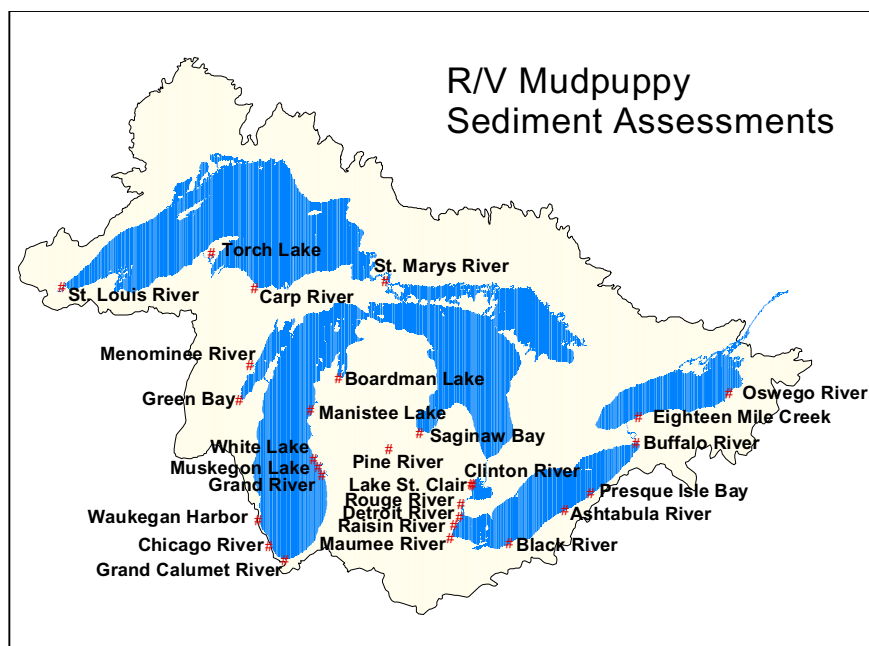 R/V Mudpuppy
Sediment Assessments
Torch Lake
St. Marys River
St. Louis River
Carp River
Menominee River
Boardman Lake
Green Bay
Oswego River
Manistee Lake
Eighteen Mile Creek
Saginaw Bay
Buffalo River
White Lake
Pine River
Muskegon Lake
Clinton River
Grand River
Lake St. Clair
Presque Isle Bay
Rouge River
Detroit River
Ashtabula River
Waukegan Harbor
Raisin River
Chicago River
Maumee River
Black River
Grand Calumet River